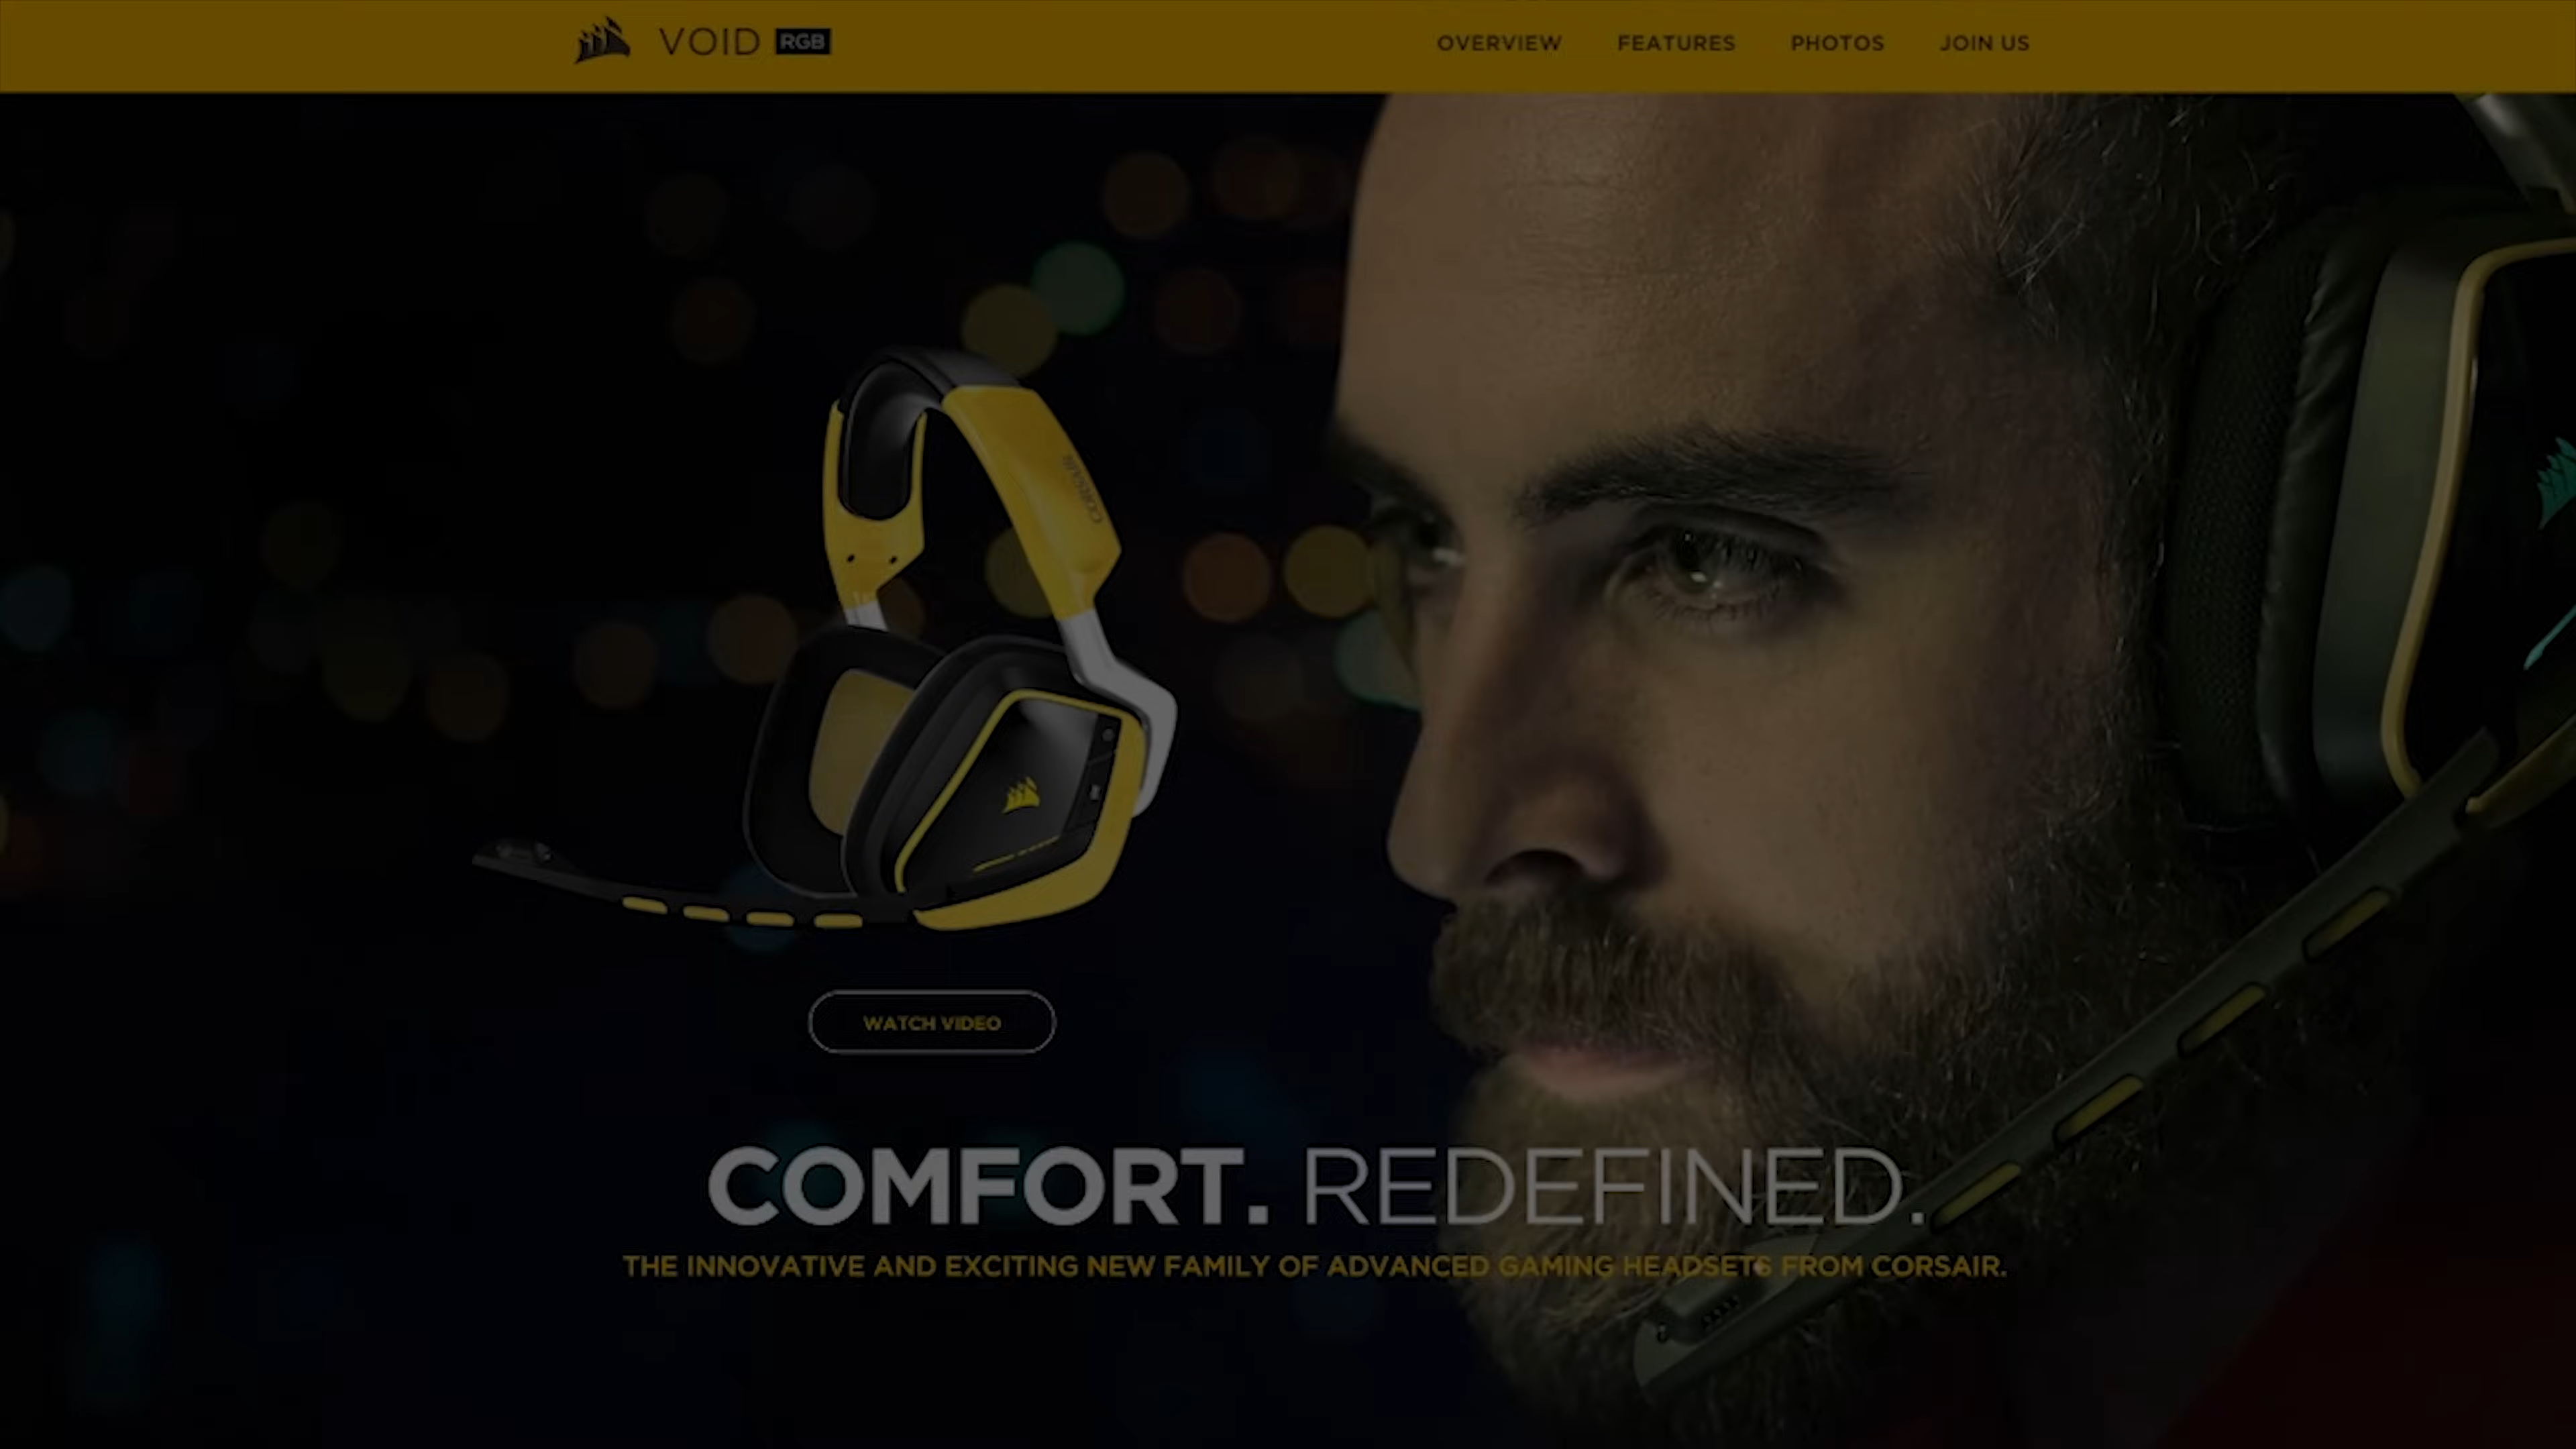 VOID RGB
OVERVIEW FEATURES PHOTOS JOIN US
CORSAIR
WATCH VIDEO
COMFORT. REDEFINED.
THE INNOVATIVE AND EXCITING NEW FAMILY OF ADVANCED GAMING HEADSETS FROM CORSAIR.